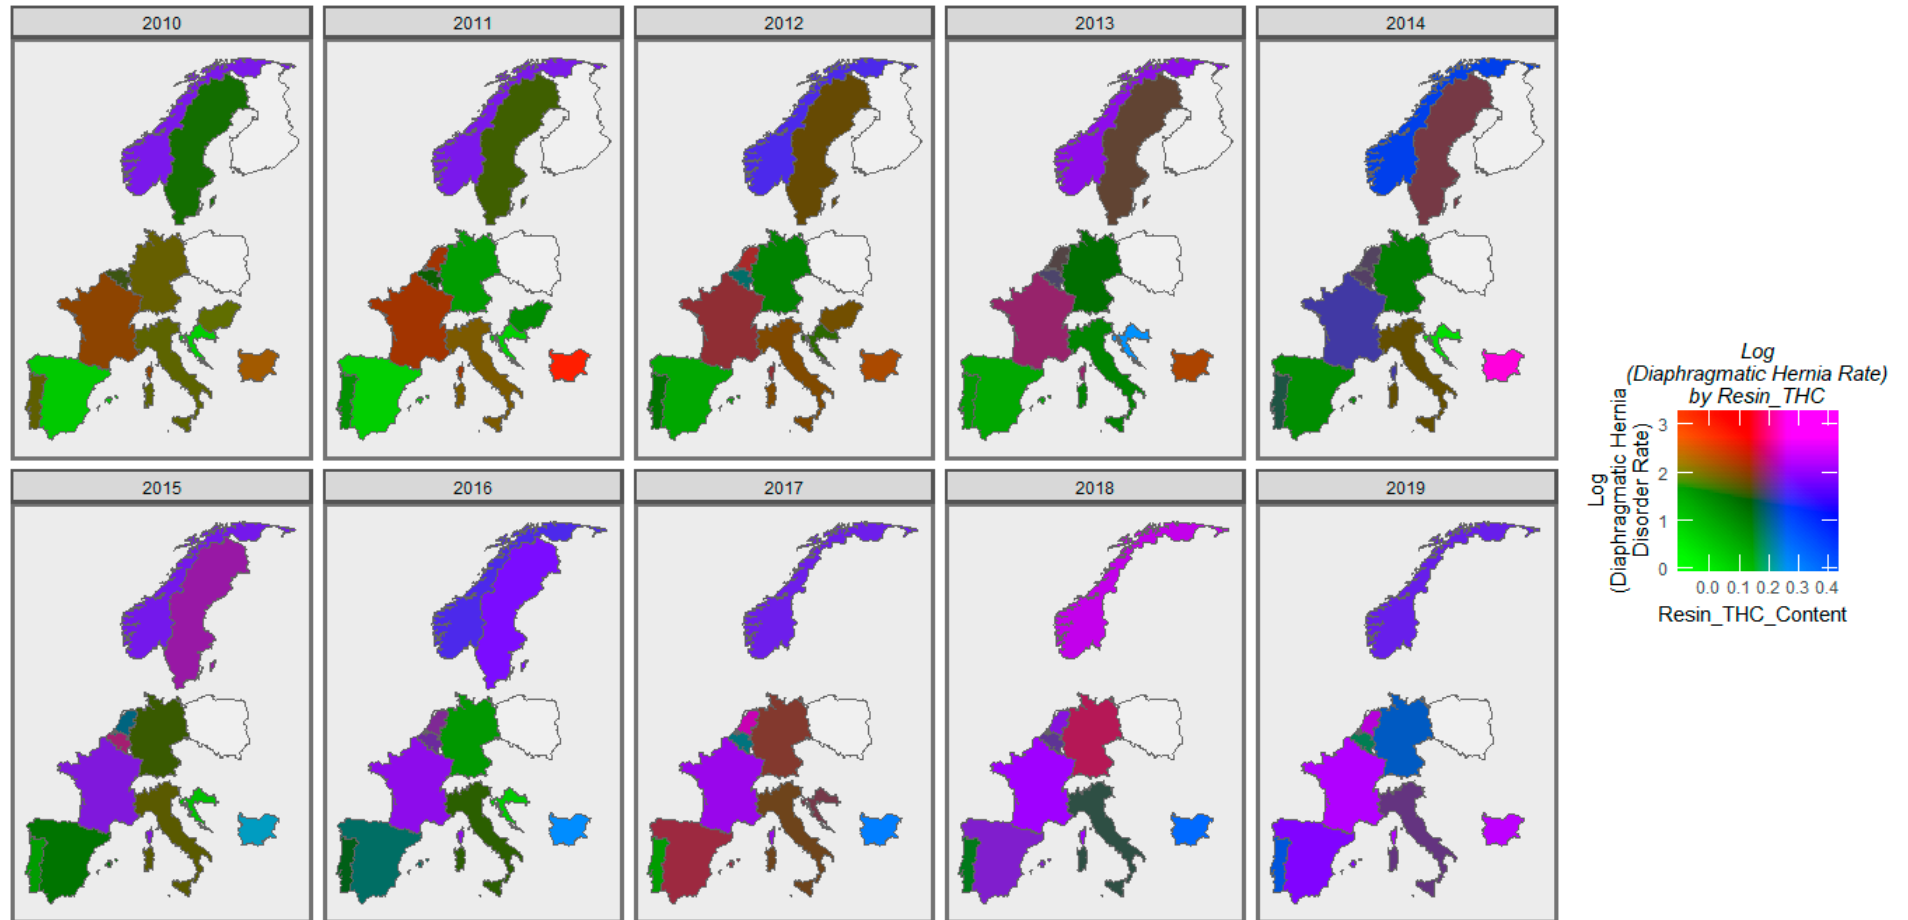 2010
2011
2012
2013
2014
2015
2016
2017
2018
2019
Log
(Diaphragmatic Hernia Rate)
by Resin_THC
Log
(Diaphragmatic Hernia
Disorder Rate)
3
2
1
0
0.0 0.1 0.2 0.3 0.4
Resin_THC_Content